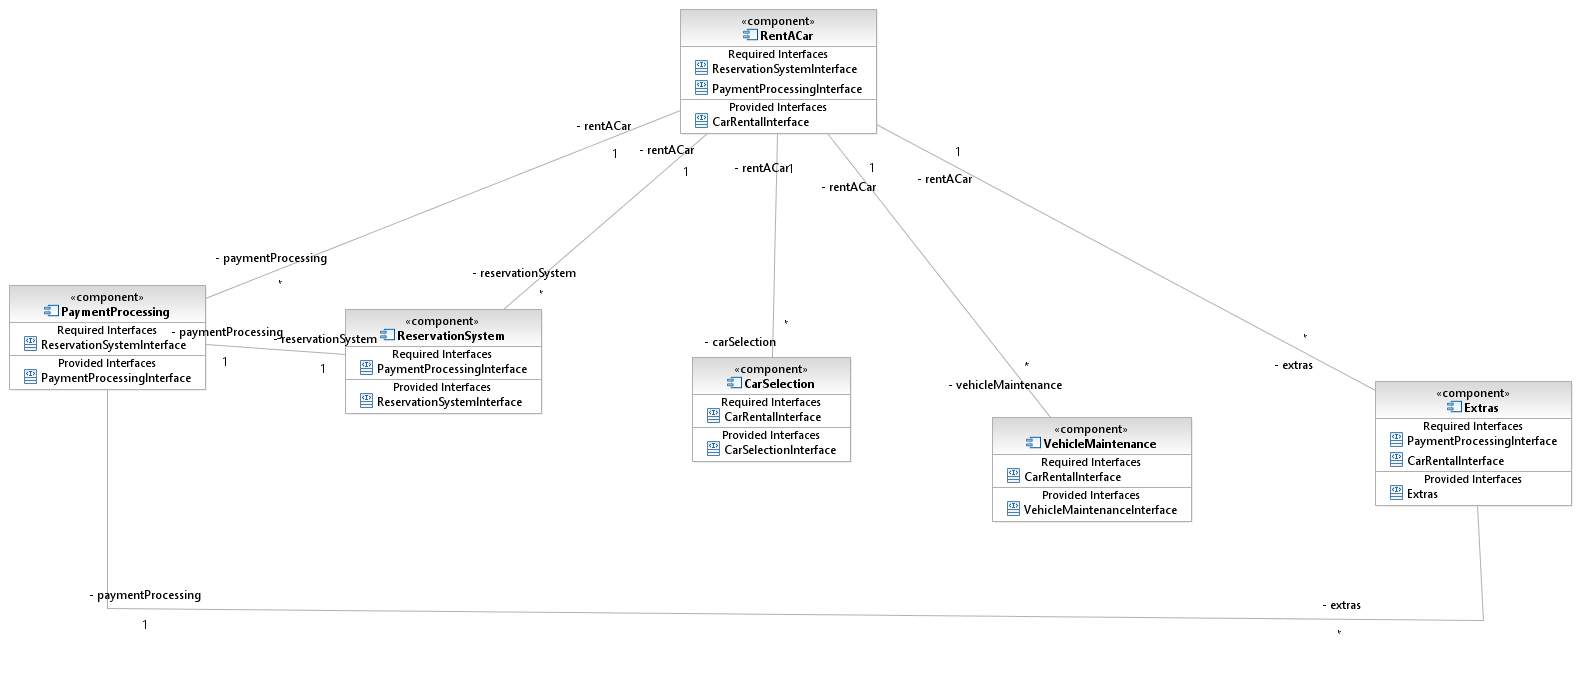 «component»
RentACar
Required Interfaces
ReservationSystemInterface
PaymentProcessingInterface
Provided Interfaces
CarRentalInterface
- rentACar
1
- rentACar
1
- rentACar
1
- rentACar
1
- rentACar
1
- paymentProcessing
*
- reservationSystem
*
- carSelection
*
- vehicleMaintenance
*
- extras
*
«component»
PaymentProcessing
Required Interfaces
ReservationSystemInterface
Provided Interfaces
PaymentProcessingInterface
- paymentProcessing
1
- reservationSystem
1
«component»
ReservationSystem
Required Interfaces
PaymentProcessingInterface
Provided Interfaces
ReservationSystemInterface
«component»
CarSelection
Required Interfaces
CarRentalInterface
Provided Interfaces
CarSelectionInterface
«component»
VehicleMaintenance
Required Interfaces
CarRentalInterface
Provided Interfaces
VehicleMaintenanceInterface
«component»
Extras
Required Interfaces
PaymentProcessingInterface
CarRentalInterface
Provided Interfaces
Extras
- paymentProcessing
1
- extras
*